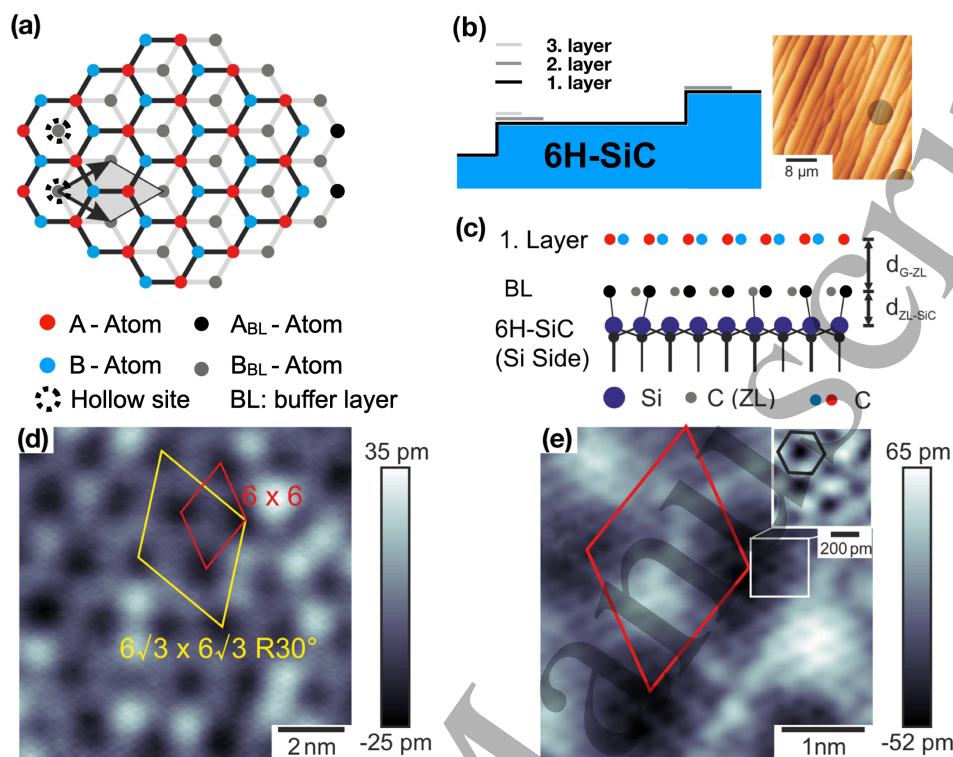 (a)
A - Atom
B - Atom
Hollow site
ABL - Atom
BBL - Atom
BL: buffer layer
(b)
3. layer
2. layer
1. layer
6H-SiC
8 µm
(c)
1. Layer
BL
6H-SiC
(Si Side)
dG-ZL
dZL-SiC
Si
C (ZL)
C
(d)
6 x 6
6√3 x 6√3 R30°
2 nm
35 pm
-25 pm
(e)
200 pm
1nm
65 pm
-52 pm
Manuscri